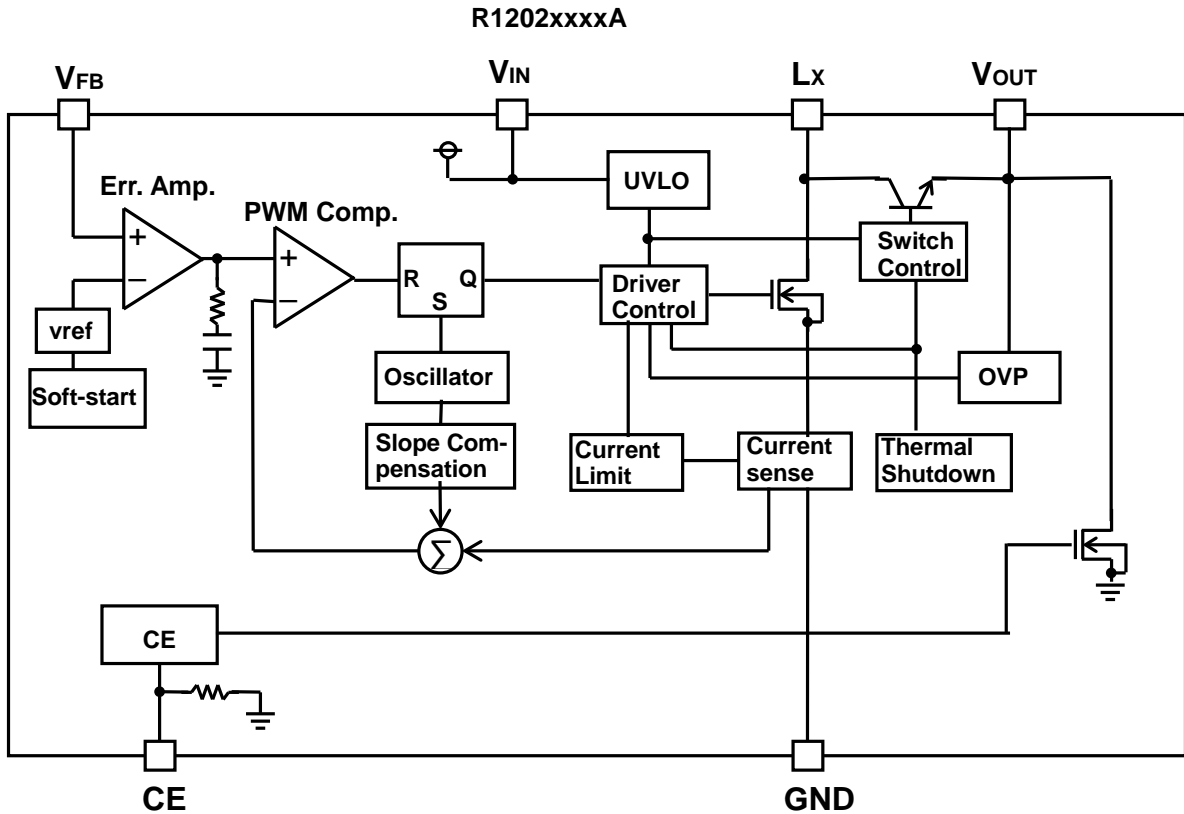 R1202xxxxA
VFB
VIN
LX
VOUT
Err. Amp.
PWM Comp.
UVLO
Switch
Control
+
−
+
−
R
Q
S
Driver
Control
vref
Soft-start
Oscillator
OVP
Slope Com-
pensation
Current
Limit
Current
sense
Thermal
Shutdown
Σ
CE
CE
GND